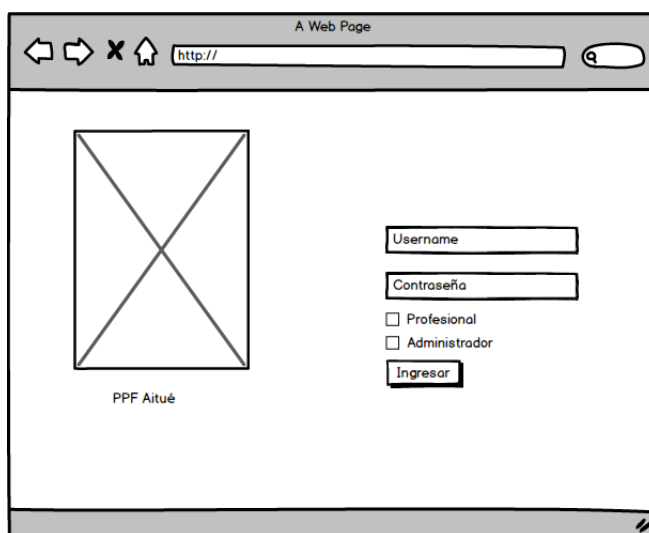 A Web Page
http://
Username
Contraseña
Profesional
Administrador
Ingresar
PPF Aitué